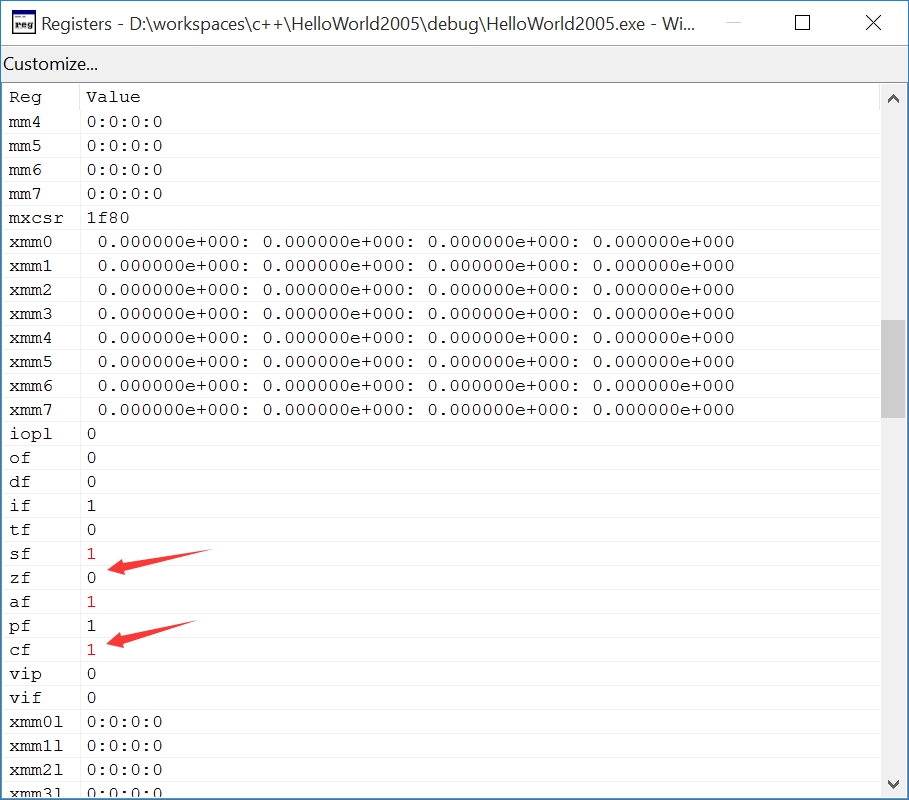 reg Registers - D:\workspaces\c++\HelloWorld2005\debug\HelloWorld2005.exe - Wi...
Customize...
Reg Value
mm4 0:0:0:0
mm5 0:0:0:0
mm6 0:0:0:0
mm7 0:0:0:0
mxcsr 1f80
xmm0 0.000000e+000: 0.000000e+000: 0.000000e+000: 0.000000e+000
xmm1 0.000000e+000: 0.000000e+000: 0.000000e+000: 0.000000e+000
xmm2 0.000000e+000: 0.000000e+000: 0.000000e+000: 0.000000e+000
xmm3 0.000000e+000: 0.000000e+000: 0.000000e+000: 0.000000e+000
xmm4 0.000000e+000: 0.000000e+000: 0.000000e+000: 0.000000e+000
xmm5 0.000000e+000: 0.000000e+000: 0.000000e+000: 0.000000e+000
xmm6 0.000000e+000: 0.000000e+000: 0.000000e+000: 0.000000e+000
xmm7 0.000000e+000: 0.000000e+000: 0.000000e+000: 0.000000e+000
iopl 0
of 0
df 0
if 1
tf 0
sf 1
zf 0
af 1
pf 1
cf 1
vip 0
vif 0
xmm0l 0:0:0:0
xmm1l 0:0:0:0
xmm2l 0:0:0:0
xmm3l 0:0:0:0